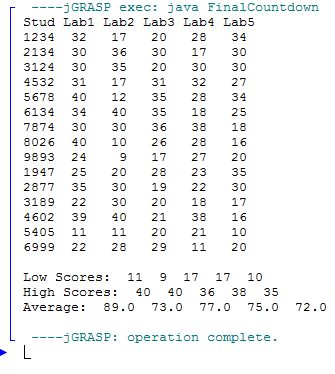 ----jGRASP exec: java FinalCountdown
Stud Lab1 Lab2 Lab3 Lab4 Lab5
1234 32 17 20 28 34
2134 30 36 30 17 30
3124 30 35 20 30 30
4532 31 17 31 32 27
5678 40 12 35 28 34
6134 34 40 35 18 25
7874 30 30 36 38 18
8026 40 10 26 28 16
9893 24 9 17 27 20
1947 25 20 28 23 35
2877 35 30 19 22 30
3189 22 30 20 18 17
4602 39 40 21 38 16
5405 11 11 20 21 10
6999 22 28 29 11 20
Low Scores: 11 9 17 17 10
High Scores: 40 40 36 38 35
Average: 89.0 73.0 77.0 75.0 72.0
----jGRASP: operation complete.